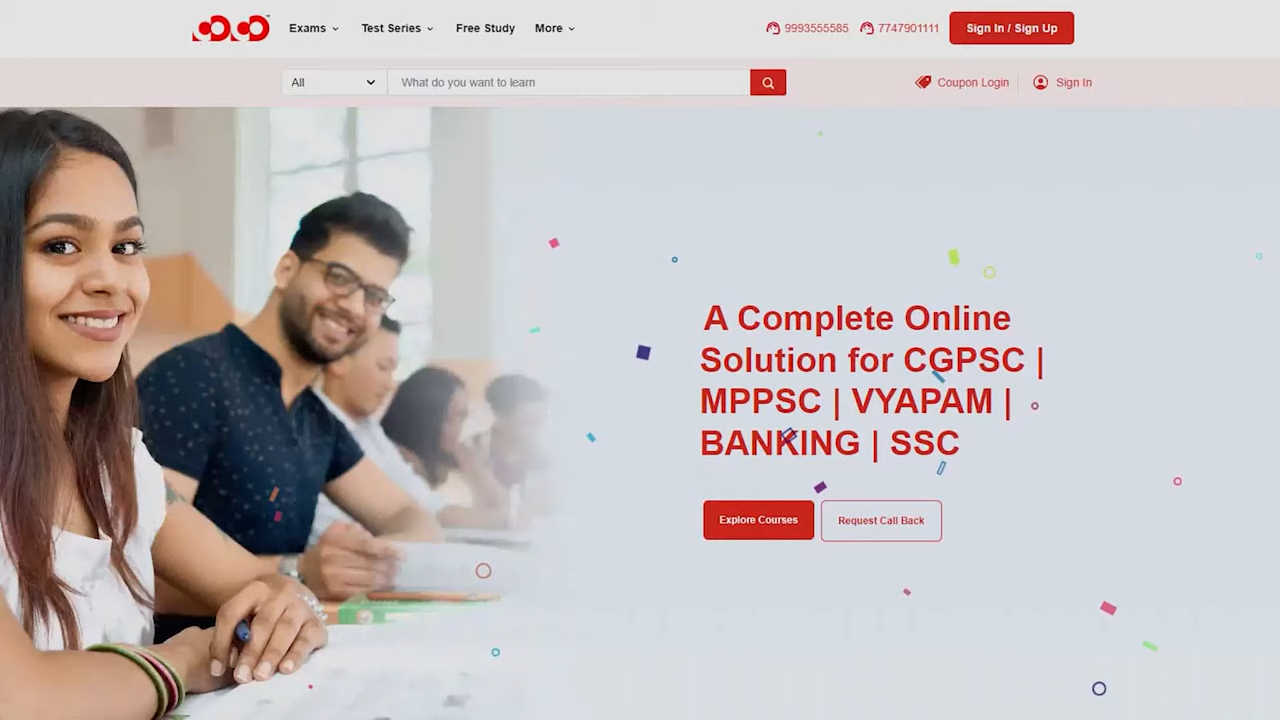 Exams
Test Series
Free Study
More
9993555585
7747901111
Sign In / Sign Up
All
What do you want to learn
Coupon Login
Sign In
A Complete Online
Solution for CGPSC |
MPPSC | VYAPAM |
BANKING | SSC
Explore Courses
Request Call Back